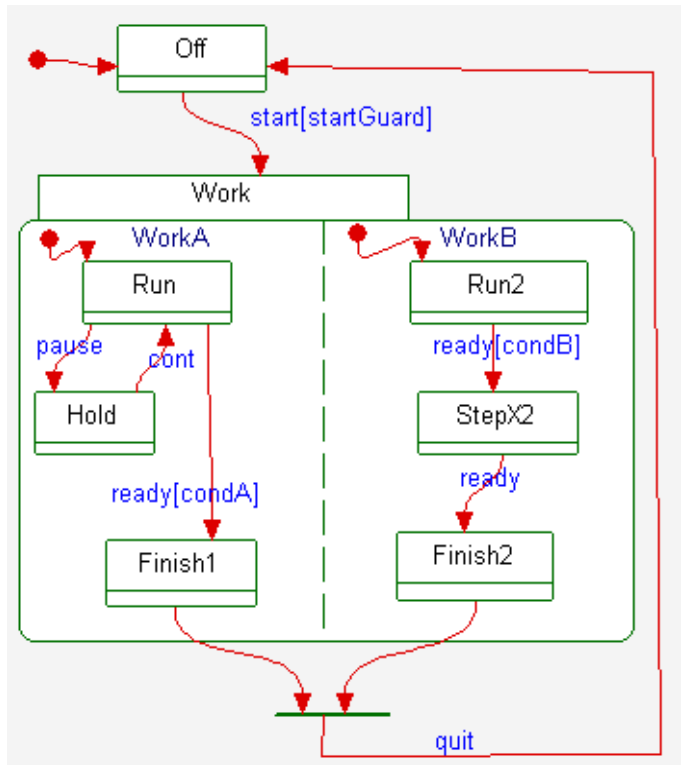 Off
start[startGuard]
Work
WorkA
WorkB
Run
Run2
pause
cont
ready[condB]
Hold
StepX2
ready
ready[condA]
Finish1
Finish2
quit